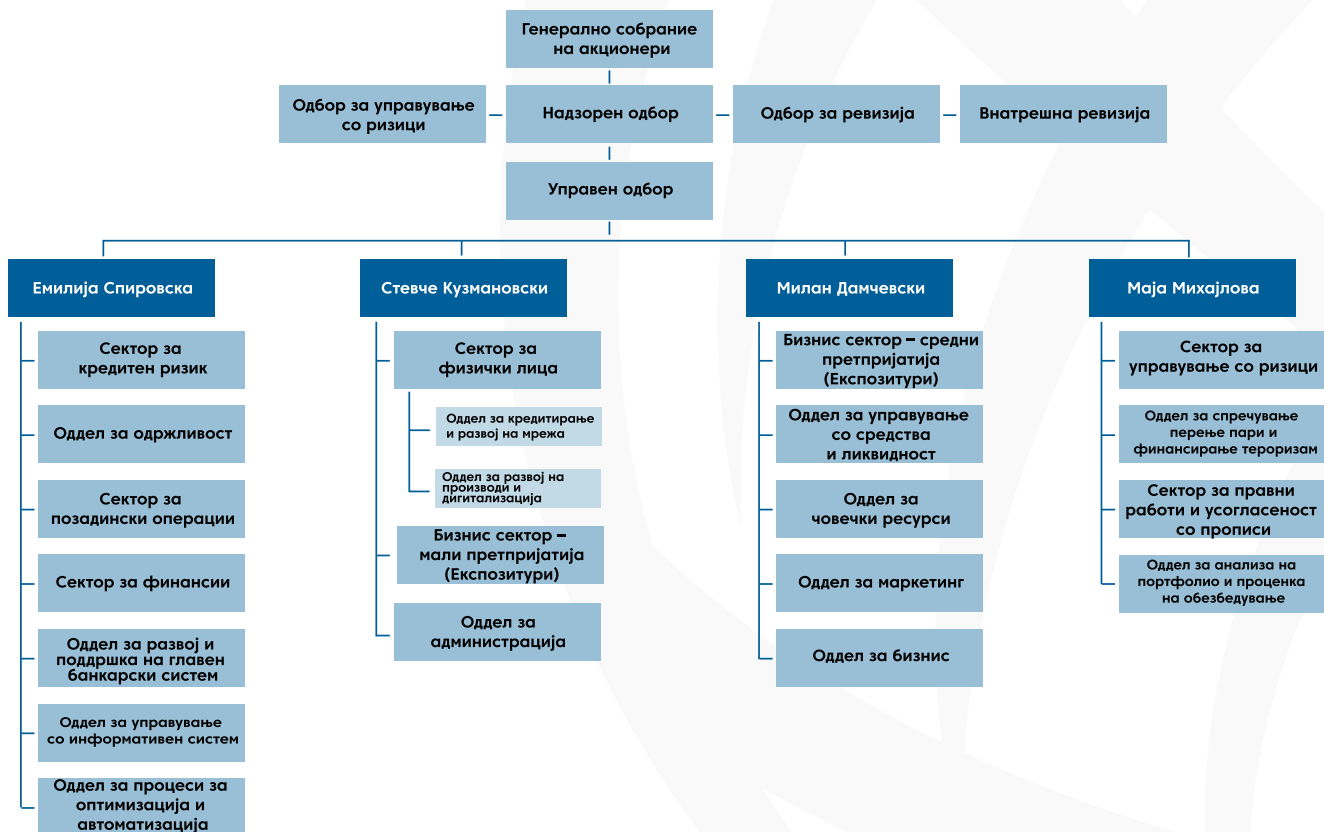 Генерално собрание
на акционери
Одбор за управување
со ризици
Надзорен одбор
Одбор за ревизија
Внатрешна ревизија
Управен одбор
Емилија Спировска
Сектор за
кредитен ризик
Оддел за одржливост
Сектор за
позадински операции
Сектор за финансии
Оддел за развој и
поддршка на главен
банкарски систем
Оддел за управување
со информативен систем
Оддел за процеси за
оптимизација и
автоматизација
Стевче Кузмановски
Сектор за
физички лица
Оддел за кредитирање
и развој на мрежа
Оддел за развој на
производи и
дигитализација
Бизнис сектор –
мали претпријатија
(Експозитури)
Оддел за
администрација
Милан Дамчевски
Бизнис сектор – средни
претпријатија
(Експозитури)
Оддел за управување
со средства
и ликвидност
Оддел за
човечки ресурси
Оддел за маркетинг
Оддел за бизнис
Маја Михајлова
Сектор за
управување со ризици
Оддел за спречување
перење пари и
финансирање тероризам
Сектор за правни
работи и усогласеност
со прописи
Оддел за анализа на
портфолио и проценка
на обезбедување